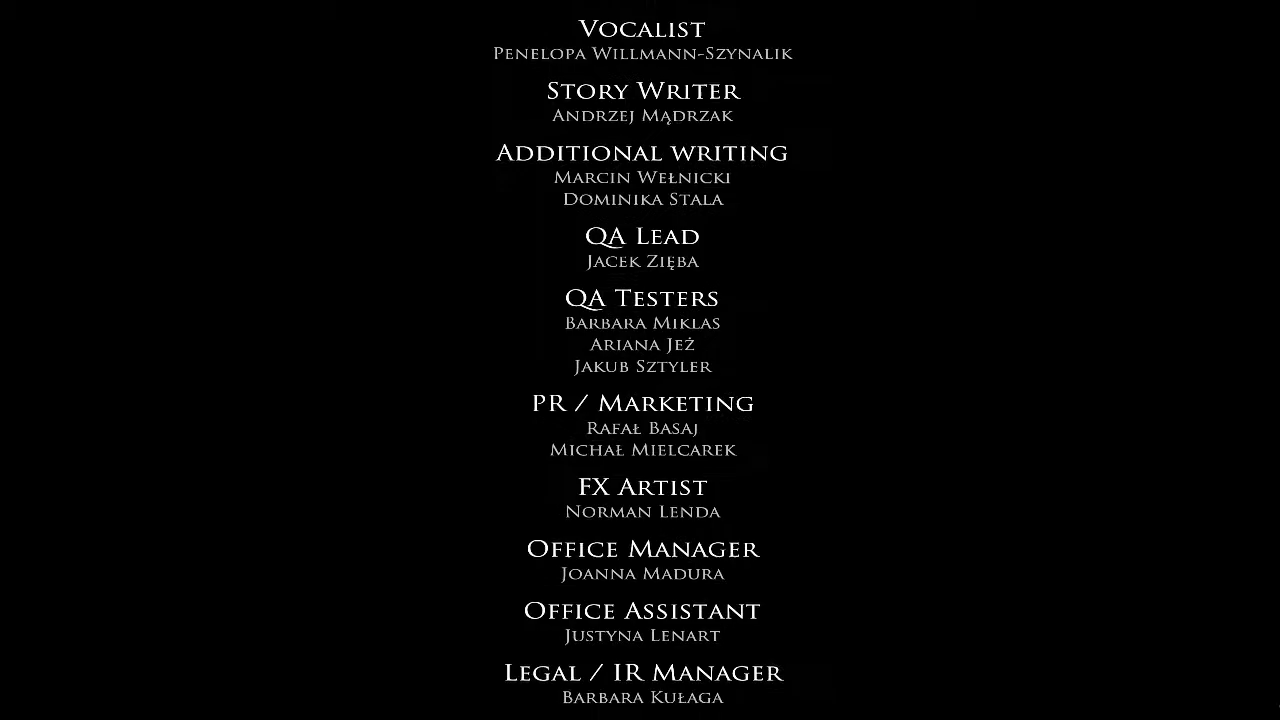 Vocalist
Penelopa Willmann-Szynalik
Story Writer
Andrzej Mądrzak
Additional writing
Marcin Wełnicki
Dominika Stala
QA Lead
Jacek Zięba
QA Testers
Barbara Miklas
Ariana Jeż
Jakub Sztyler
PR / Marketing
Rafał Basaj
Michał Mielcarek
FX Artist
Norman Lenda
Office Manager
Joanna Madura
Office Assistant
Justyna Lenart
Legal / IR Manager
Barbara Kułaga